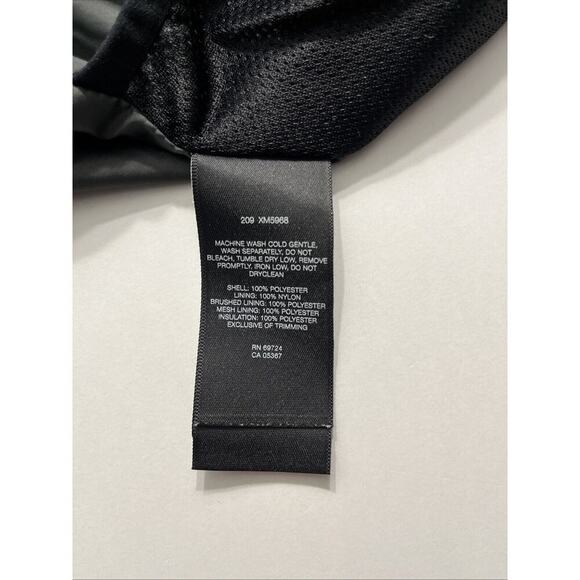 209 XM5968
MACHINE WASH COLD GENTLE,
WASH SEPARATELY, DO NOT
BLEACH, TUMBLE DRY LOW, REMOVE
PROMPTLY, IRON LOW, DO NOT
DRYCLEAN
SHELL: 100% POLYESTER
LINING: 100% NYLON
BRUSHED LINING: 100% POLYESTER
MESH LINING: 100% POLYESTER
INSULATION: 100% POLYESTER
EXCLUSIVE OF TRIMMING
RN 69724
CA 05367